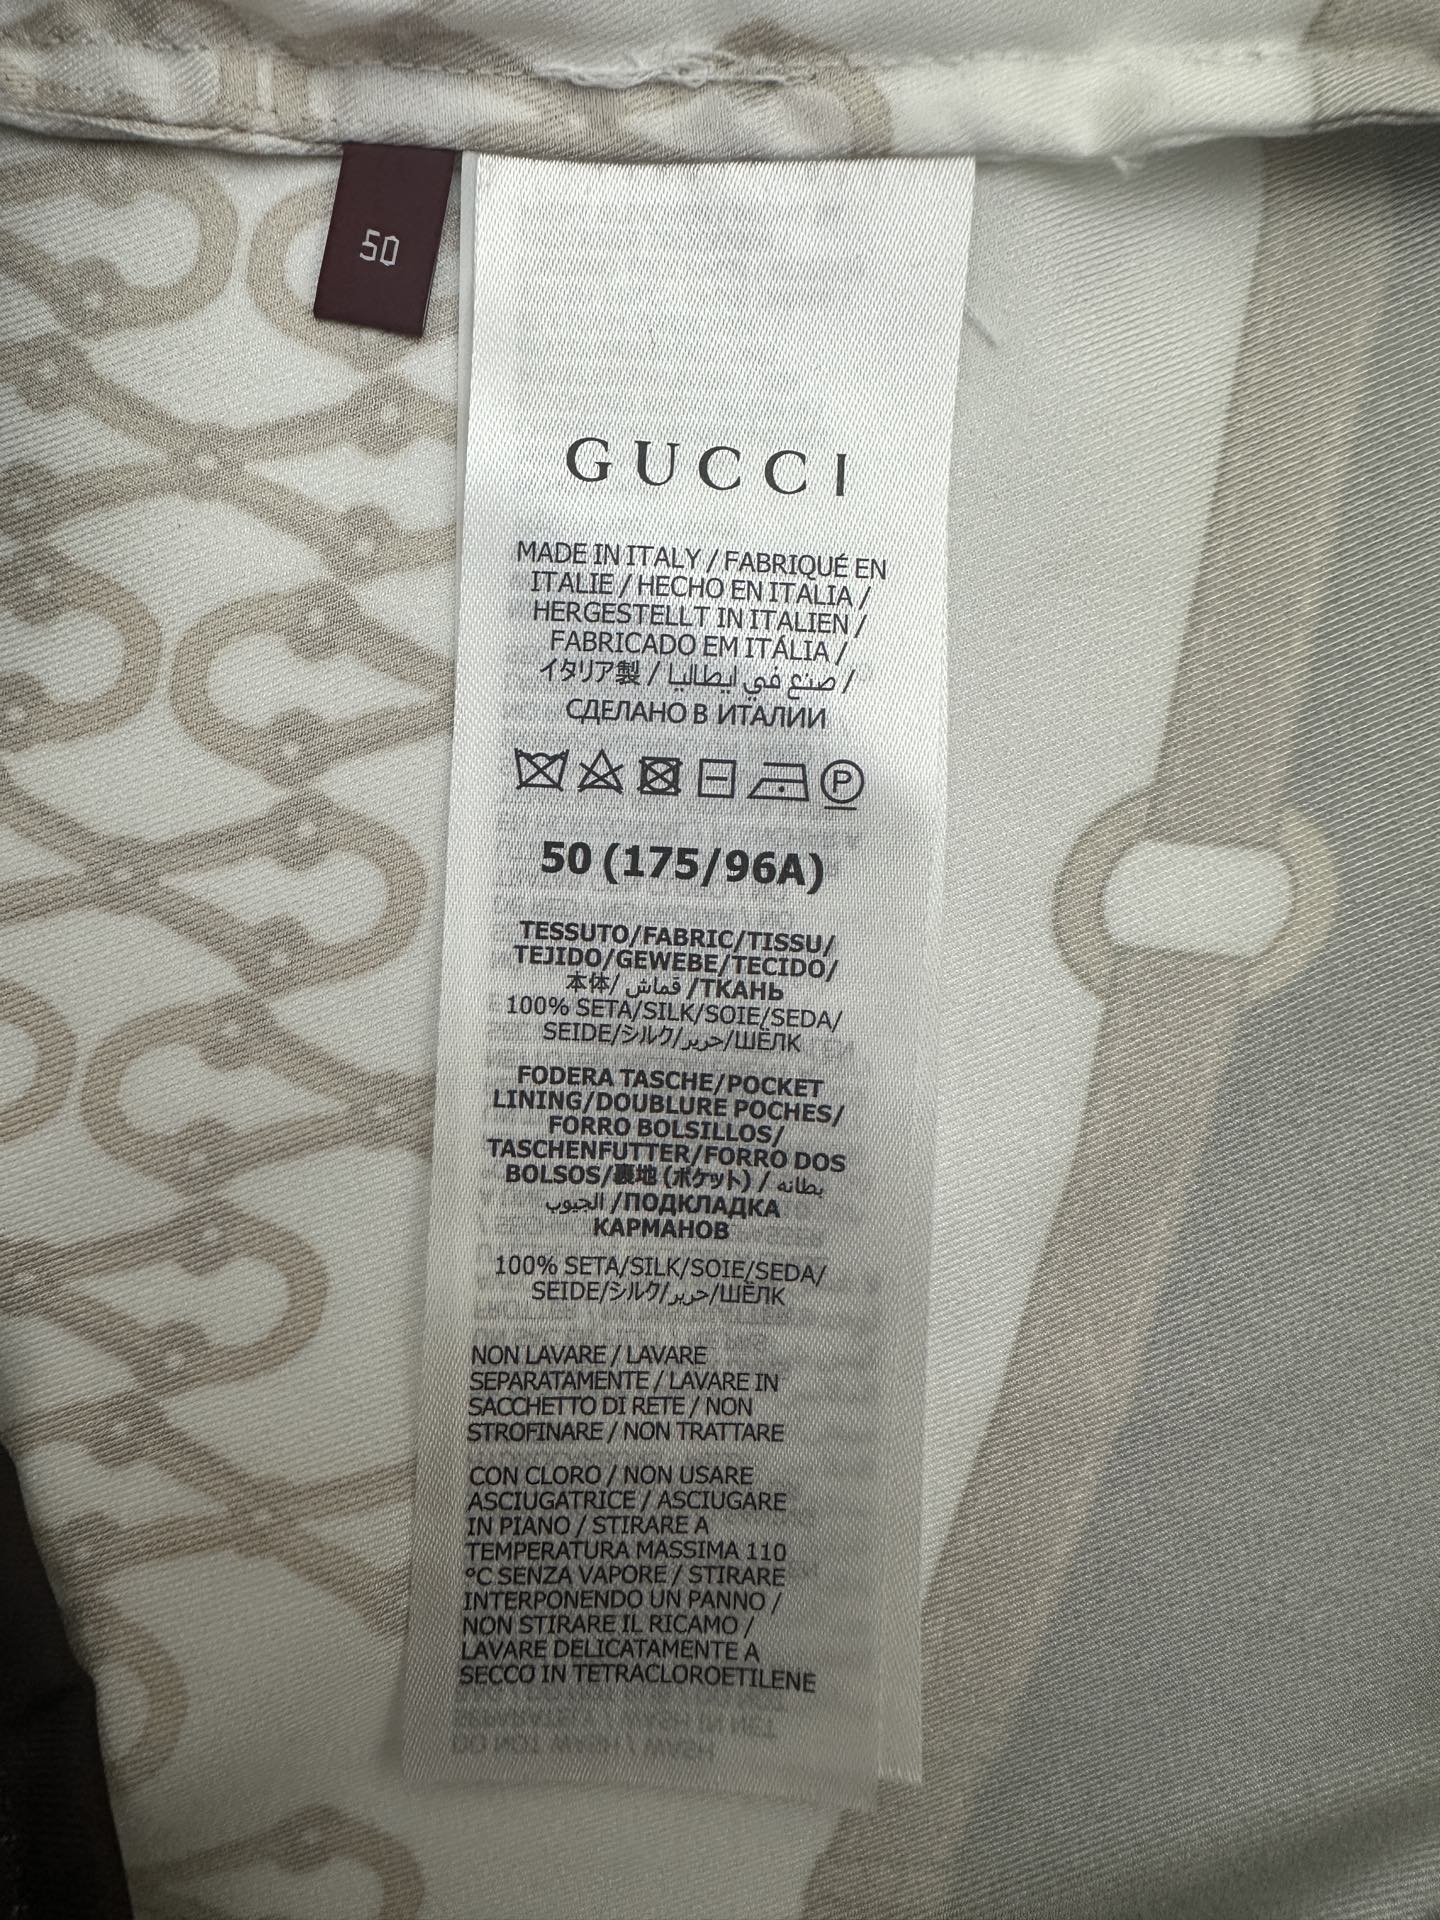 50
GUCCI
MADE IN ITALY / FABRIQUÉ EN
ITALIE / HECHO EN ITALIA /
HERGESTELLT IN ITALIEN /
FABRICADO EM ITÁLIA /
イタリア製 / صنع في ايطاليا /
СДЕЛАНО В ИТАЛИИ
P
50 (175/96A)
TESSUTO/FABRIC/TISSU/
TEJIDO/GEWEBE/TECIDO/
本体/ قماش /ТКАНЬ
100% SETA/SILK/SOIE/SEDA/
SEIDE/シルク/حرير/ШЁЛК
FODERA TASCHE/POCKET
LINING/DOUBLURE POCHES/
FORRO BOLSILLOS/
TASCHENFUTTER/FORRO DOS
BOLSOS/裏地 (ポケット) / بطانه
الجيوب /ПОДКЛАДКА
КАРМАНОВ
100% SETA/SILK/SOIE/SEDA/
SEIDE/シルク/حرير/ШЁЛК
NON LAVARE / LAVARE
SEPARATAMENTE / LAVARE IN
SACCHETTO DI RETE / NON
STROFINARE / NON TRATTARE
CON CLORO / NON USARE
ASCIUGATRICE / ASCIUGARE
IN PIANO / STIRARE A
TEMPERATURA MASSIMA 110
°C SENZA VAPORE / STIRARE
INTERPONENDO UN PANNO /
NON STIRARE IL RICAMO /
LAVARE DELICATAMENTE A
SECCO IN TETRACLOROETILENE